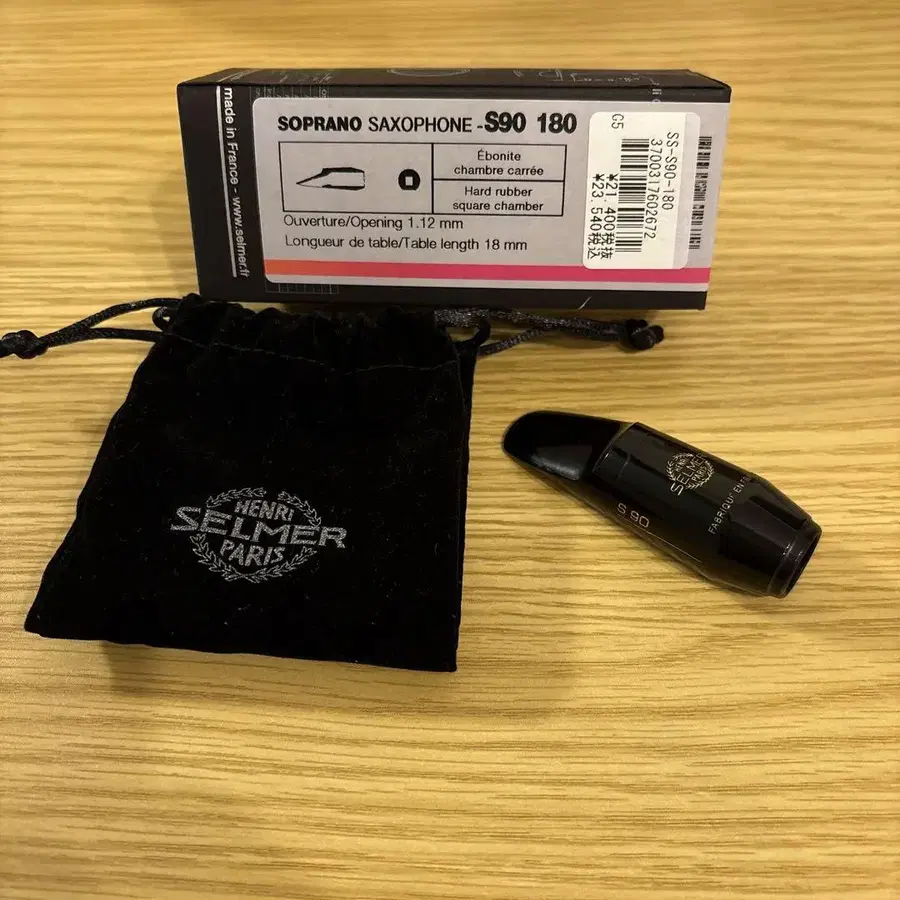 made in France - www.selmer.fr
SOPRANO SAXOPHONE - S90 180
Ébonite
chambre carrée
Hard rubber
square chamber
Ouverture/Opening 1.12 mm
Longueur de table/Table length 18 mm
G5
SS-S90-180
3700317602672
¥21,400税抜
¥23,540税込
HENRI
SELMER
PARIS
HENRI
SELMER
PARIS
S 90